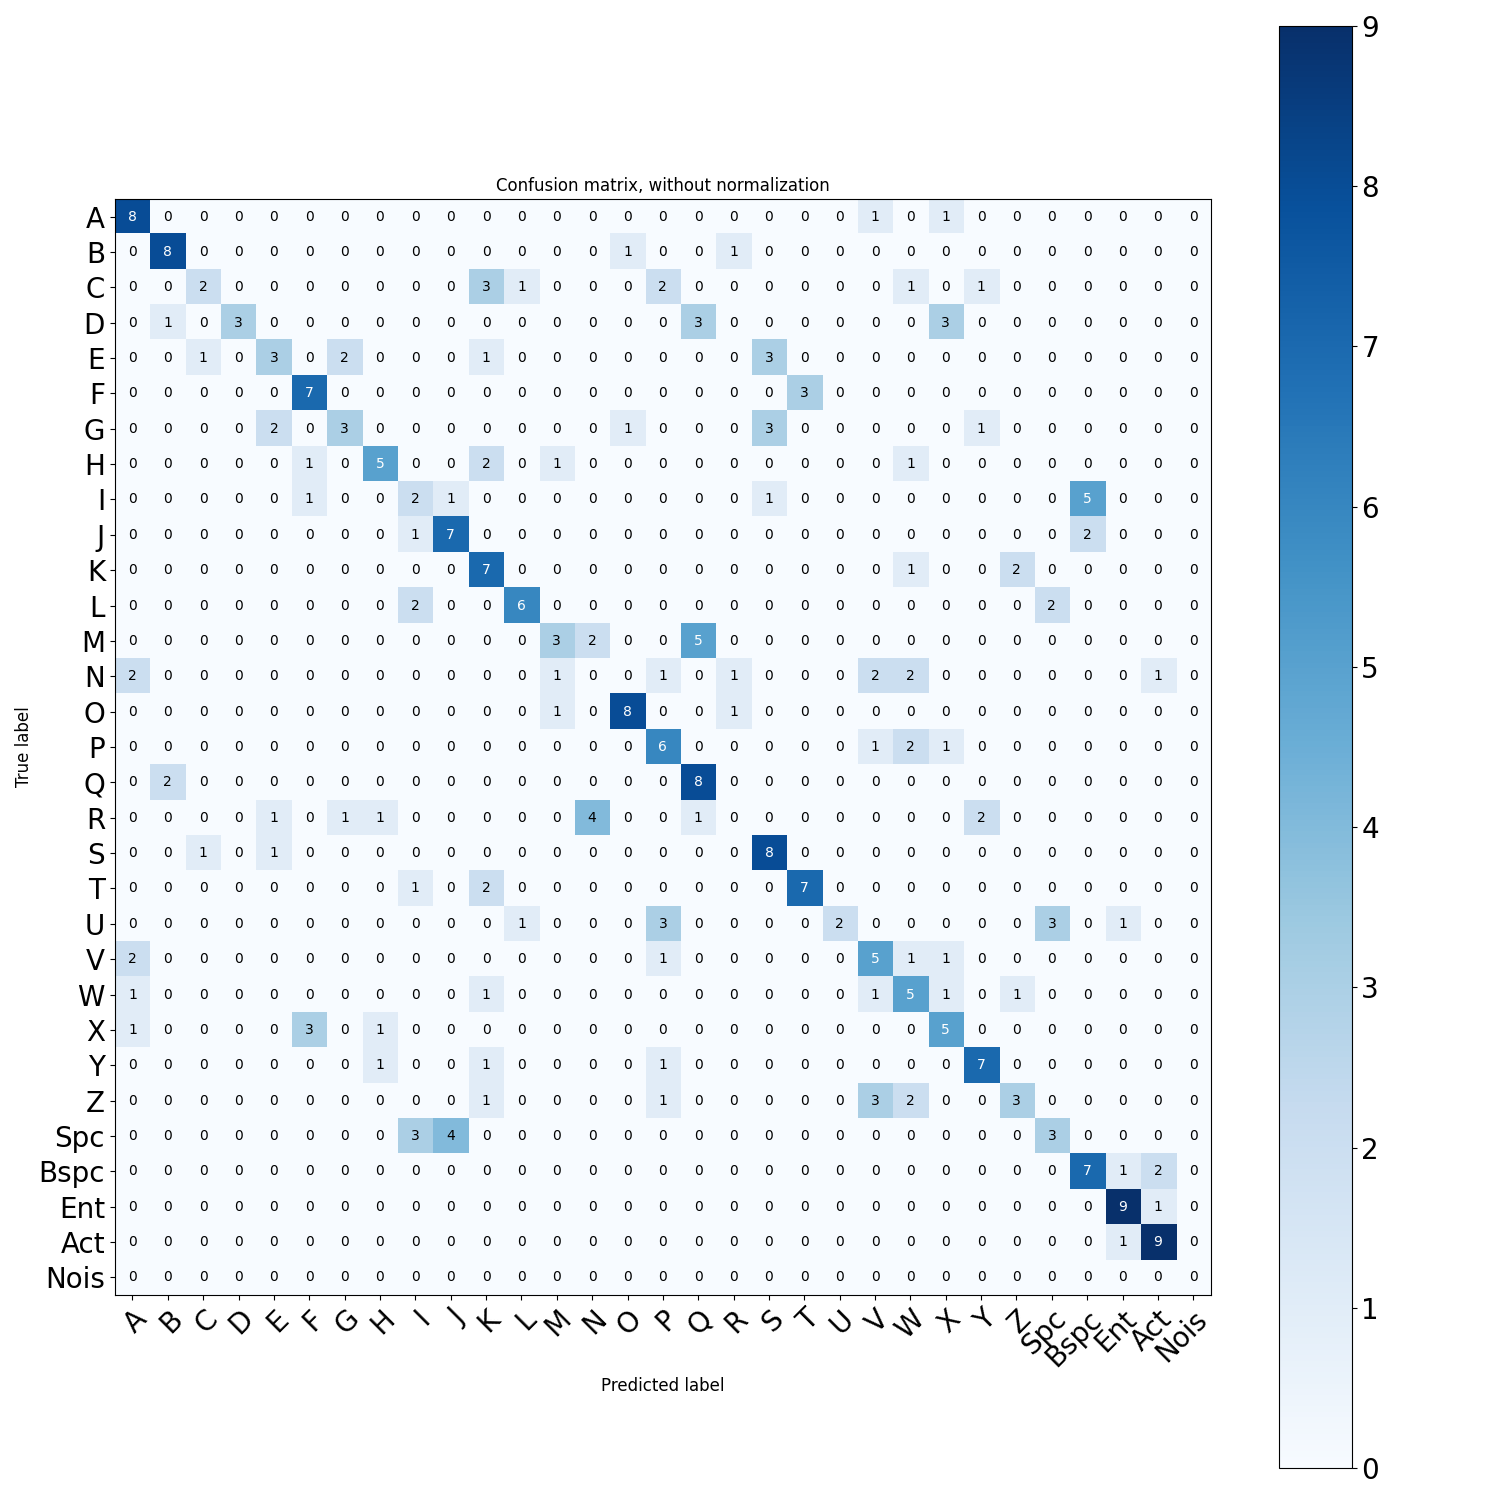 Confusion matrix, without normalization
A 8 0 0 0 0 0 0 0 0 0 0 0 0 0 0 0 0 0 0 0 0 1 0 1 0 0 0 0 0 0 0
B 0 8 0 0 0 0 0 0 0 0 0 0 0 0 1 0 0 1 0 0 0 0 0 0 0 0 0 0 0 0 0
C 0 0 2 0 0 0 0 0 0 0 3 1 0 0 0 2 0 0 0 0 0 0 1 0 1 0 0 0 0 0 0
D 0 1 0 3 0 0 0 0 0 0 0 0 0 0 0 0 3 0 0 0 0 0 0 3 0 0 0 0 0 0 0
E 0 0 1 0 3 0 2 0 0 0 1 0 0 0 0 0 0 0 3 0 0 0 0 0 0 0 0 0 0 0 0
F 0 0 0 0 0 7 0 0 0 0 0 0 0 0 0 0 0 0 0 3 0 0 0 0 0 0 0 0 0 0 0
G 0 0 0 0 2 0 3 0 0 0 0 0 0 0 1 0 0 0 3 0 0 0 0 0 1 0 0 0 0 0 0
H 0 0 0 0 0 1 0 5 0 0 2 0 1 0 0 0 0 0 0 0 0 0 1 0 0 0 0 0 0 0 0
I 0 0 0 0 0 1 0 0 2 1 0 0 0 0 0 0 0 0 1 0 0 0 0 0 0 0 0 5 0 0 0
J 0 0 0 0 0 0 0 0 1 7 0 0 0 0 0 0 0 0 0 0 0 0 0 0 0 0 0 2 0 0 0
K 0 0 0 0 0 0 0 0 0 0 7 0 0 0 0 0 0 0 0 0 0 0 1 0 0 2 0 0 0 0 0
L 0 0 0 0 0 0 0 0 2 0 0 6 0 0 0 0 0 0 0 0 0 0 0 0 0 0 2 0 0 0 0
M 0 0 0 0 0 0 0 0 0 0 0 0 3 2 0 0 5 0 0 0 0 0 0 0 0 0 0 0 0 0 0
N 2 0 0 0 0 0 0 0 0 0 0 0 1 0 0 1 0 1 0 0 0 2 2 0 0 0 0 0 0 1 0
O 0 0 0 0 0 0 0 0 0 0 0 0 1 0 8 0 0 1 0 0 0 0 0 0 0 0 0 0 0 0 0
P 0 0 0 0 0 0 0 0 0 0 0 0 0 0 0 6 0 0 0 0 0 1 2 1 0 0 0 0 0 0 0
Q 0 2 0 0 0 0 0 0 0 0 0 0 0 0 0 0 8 0 0 0 0 0 0 0 0 0 0 0 0 0 0
R 0 0 0 0 1 0 1 1 0 0 0 0 0 4 0 0 1 0 0 0 0 0 0 0 2 0 0 0 0 0 0
S 0 0 1 0 1 0 0 0 0 0 0 0 0 0 0 0 0 0 8 0 0 0 0 0 0 0 0 0 0 0 0
T 0 0 0 0 0 0 0 0 1 0 2 0 0 0 0 0 0 0 0 7 0 0 0 0 0 0 0 0 0 0 0
U 0 0 0 0 0 0 0 0 0 0 0 1 0 0 0 3 0 0 0 0 2 0 0 0 0 0 3 0 1 0 0
V 2 0 0 0 0 0 0 0 0 0 0 0 0 0 0 1 0 0 0 0 0 5 1 1 0 0 0 0 0 0 0
W 1 0 0 0 0 0 0 0 0 0 1 0 0 0 0 0 0 0 0 0 0 1 5 1 0 1 0 0 0 0 0
X 1 0 0 0 0 3 0 1 0 0 0 0 0 0 0 0 0 0 0 0 0 0 0 5 0 0 0 0 0 0 0
Y 0 0 0 0 0 0 0 1 0 0 1 0 0 0 0 1 0 0 0 0 0 0 0 0 7 0 0 0 0 0 0
Z 0 0 0 0 0 0 0 0 0 0 1 0 0 0 0 1 0 0 0 0 0 3 2 0 0 3 0 0 0 0 0
Spc 0 0 0 0 0 0 0 0 3 4 0 0 0 0 0 0 0 0 0 0 0 0 0 0 0 0 3 0 0 0 0
Bspc 0 0 0 0 0 0 0 0 0 0 0 0 0 0 0 0 0 0 0 0 0 0 0 0 0 0 0 7 1 2 0
Ent 0 0 0 0 0 0 0 0 0 0 0 0 0 0 0 0 0 0 0 0 0 0 0 0 0 0 0 0 9 1 0
Act 0 0 0 0 0 0 0 0 0 0 0 0 0 0 0 0 0 0 0 0 0 0 0 0 0 0 0 0 1 9 0
Nois 0 0 0 0 0 0 0 0 0 0 0 0 0 0 0 0 0 0 0 0 0 0 0 0 0 0 0 0 0 0 0
A B C D E F G H I J K L M N O P Q R S T U V W X Y Z Spc Bspc Ent Act Nois
True label
Predicted label
9
8
7
6
5
4
3
2
1
0